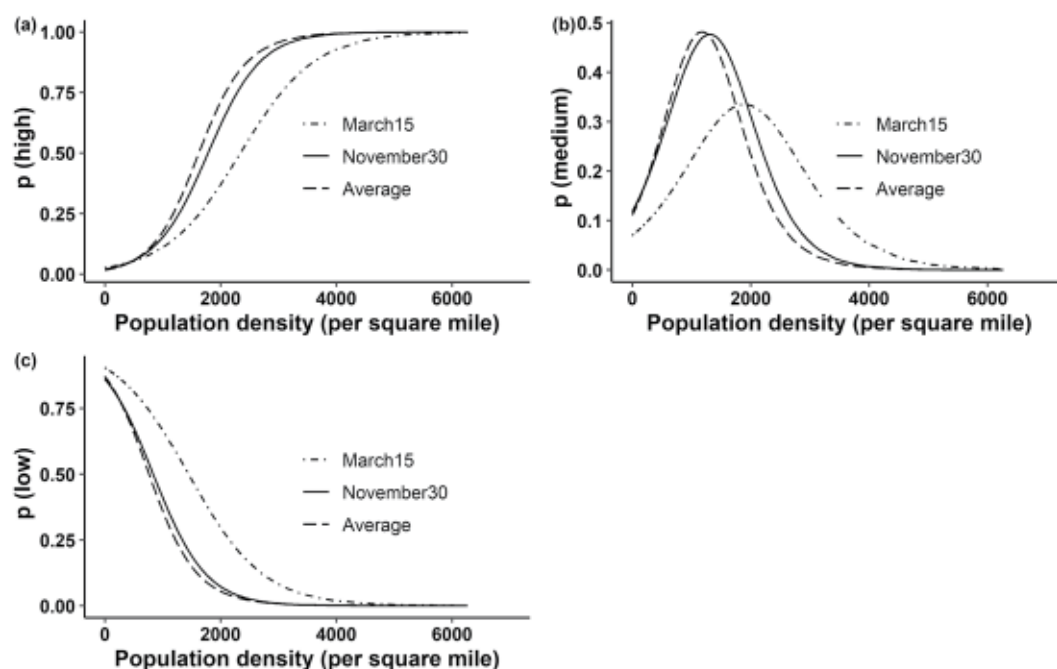 (a)
1.00
0.75
0.50
0.25
0.00
p (high)
March15
November30
Average
0 2000 4000 6000
Population density (per square mile)
(b)
0.5
0.4
0.3
0.2
0.1
0.0
p (medium)
March15
November30
Average
0 2000 4000 6000
Population density (per square mile)
(c)
0.75
0.50
0.25
0.00
p (low)
March15
November30
Average
0 2000 4000 6000
Population density (per square mile)